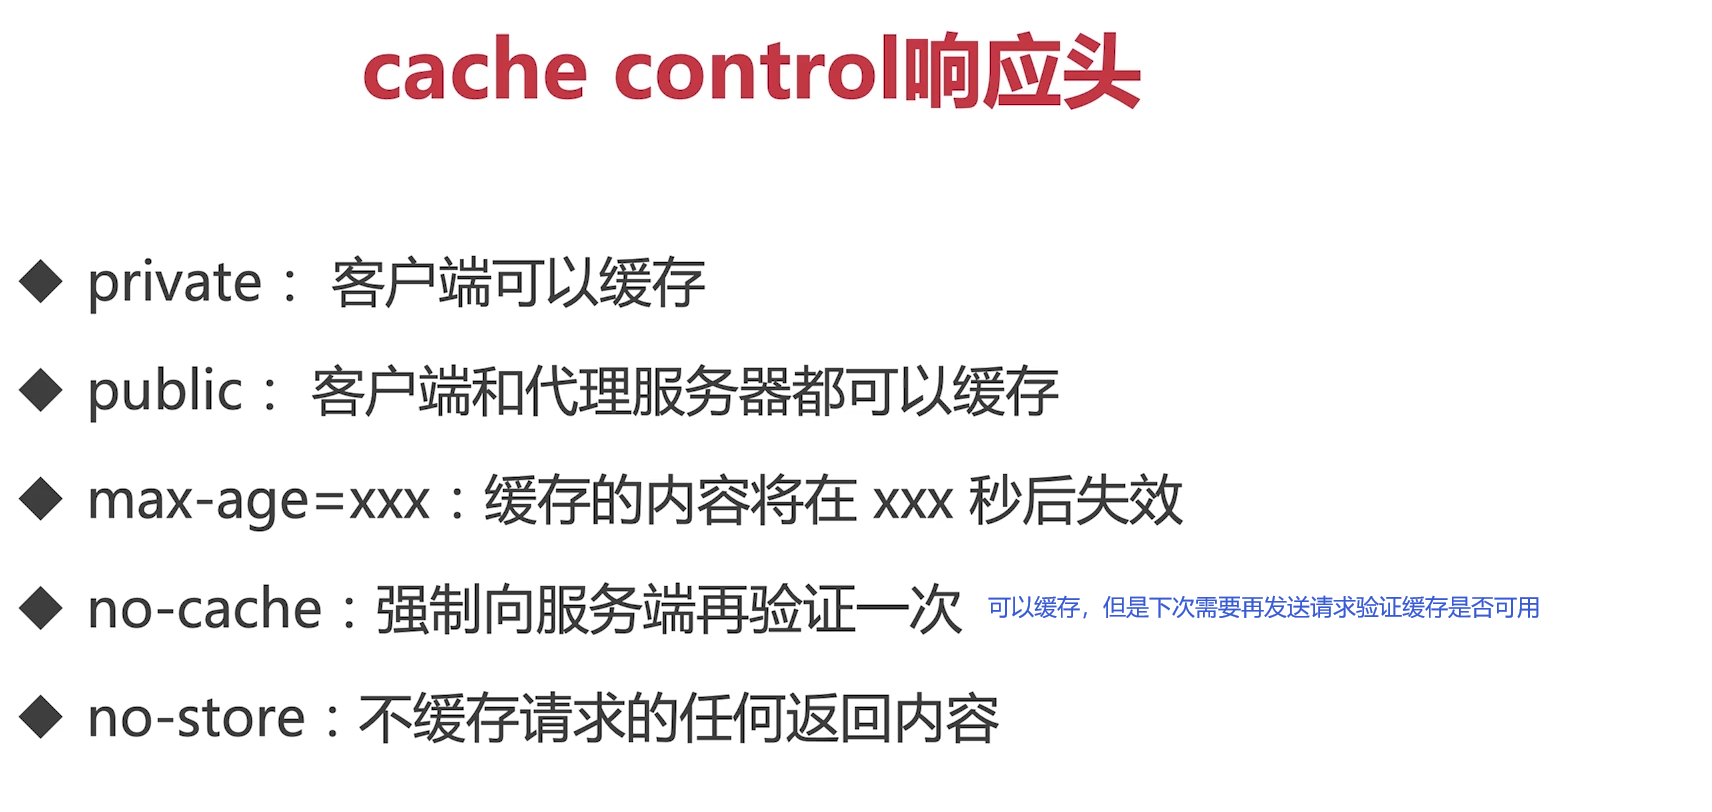 cache control响应头
◆ private： 客户端可以缓存
◆ public： 客户端和代理服务器都可以缓存
◆ max-age=xxx：缓存的内容将在 xxx 秒后失效
◆ no-cache：强制向服务端再验证一次 可以缓存，但是下次需要再发送请求验证缓存是否可用
◆ no-store：不缓存请求的任何返回内容